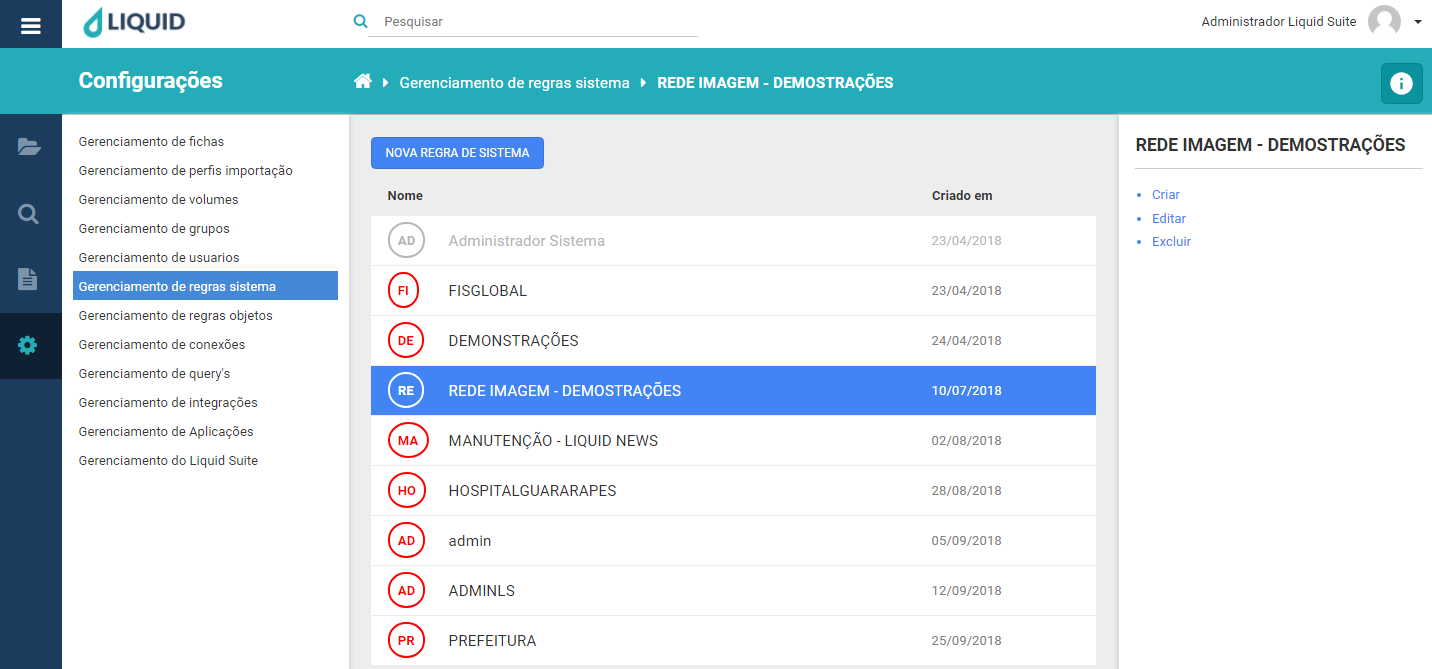 LIQUID
Pesquisar
Administrador Liquid Suite
Configurações
Gerenciamento de regras sistema
REDE IMAGEM - DEMOSTRAÇÕES
Gerenciamento de fichas
Gerenciamento de perfis importação
Gerenciamento de volumes
Gerenciamento de grupos
Gerenciamento de usuarios
Gerenciamento de regras sistema
Gerenciamento de regras objetos
Gerenciamento de conexões
Gerenciamento de query's
Gerenciamento de integrações
Gerenciamento de Aplicações
Gerenciamento do Liquid Suite
NOVA REGRA DE SISTEMA
Nome Criado em
AD Administrador Sistema 23/04/2018
FI FISGLOBAL 23/04/2018
DE DEMONSTRAÇÕES 24/04/2018
RE REDE IMAGEM - DEMOSTRAÇÕES 10/07/2018
MA MANUTENÇÃO - LIQUID NEWS 02/08/2018
HO HOSPITALGUARARAPES 28/08/2018
AD admin 05/09/2018
AD ADMINLS 12/09/2018
PR PREFEITURA 25/09/2018
REDE IMAGEM - DEMOSTRAÇÕES
Criar
Editar
Excluir